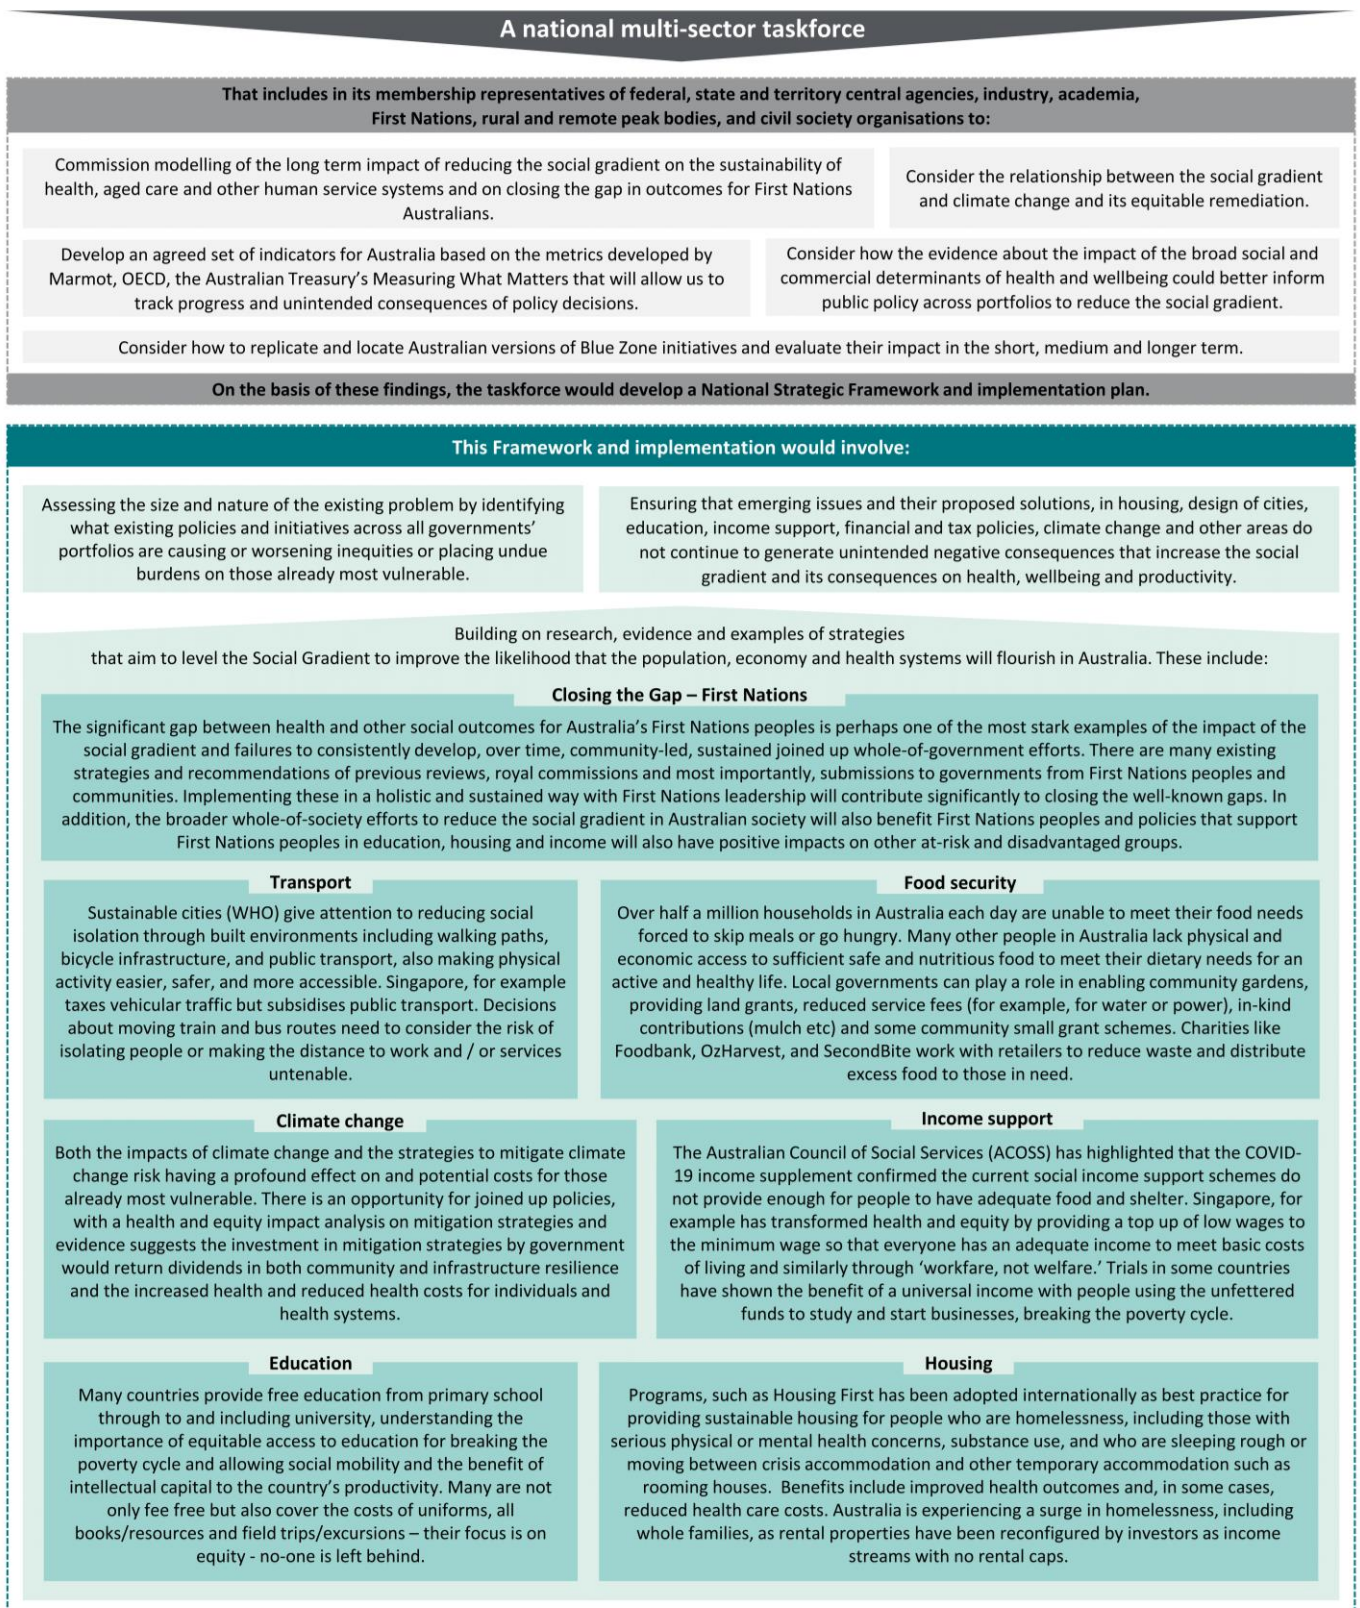 A national multi-sector taskforce
That includes in its membership representatives of federal, state and territory central agencies, industry, academia,
First Nations, rural and remote peak bodies, and civil society organisations to:
Commission modelling of the long term impact of reducing the social gradient on the sustainability of
health, aged care and other human service systems and on closing the gap in outcomes for First Nations
Australians.
Consider the relationship between the social gradient
and climate change and its equitable remediation.
Develop an agreed set of indicators for Australia based on the metrics developed by
Marmot, OECD, the Australian Treasury's Measuring What Matters that will allow us to
track progress and unintended consequences of policy decisions.
Consider how the evidence about the impact of the broad social and
commercial determinants of health and wellbeing could better inform
public policy across portfolios to reduce the social gradient.
Consider how to replicate and locate Australian versions of Blue Zone initiatives and evaluate their impact in the short, medium and longer term.
On the basis of these findings, the taskforce would develop a National Strategic Framework and implementation plan.
This Framework and implementation would involve:
Assessing the size and nature of the existing problem by identifying
what existing policies and initiatives across all governments'
portfolios are causing or worsening inequities or placing undue
burdens on those already most vulnerable.
Ensuring that emerging issues and their proposed solutions, in housing, design of cities,
education, income support, financial and tax policies, climate change and other areas do
not continue to generate unintended negative consequences that increase the social
gradient and its consequences on health, wellbeing and productivity.
Building on research, evidence and examples of strategies
that aim to level the Social Gradient to improve the likelihood that the population, economy and health systems will flourish in Australia. These include:
Closing the Gap – First Nations
The significant gap between health and other social outcomes for Australia's First Nations peoples is perhaps one of the most stark examples of the impact of the
social gradient and failures to consistently develop, over time, community-led, sustained joined up whole-of-government efforts. There are many existing
strategies and recommendations of previous reviews, royal commissions and most importantly, submissions to governments from First Nations peoples and
communities. Implementing these in a holistic and sustained way with First Nations leadership will contribute significantly to closing the well-known gaps. In
addition, the broader whole-of-society efforts to reduce the social gradient in Australian society will also benefit First Nations peoples and policies that support
First Nations peoples in education, housing and income will also have positive impacts on other at-risk and disadvantaged groups.
Transport
Sustainable cities (WHO) give attention to reducing social
isolation through built environments including walking paths,
bicycle infrastructure, and public transport, also making physical
activity easier, safer, and more accessible. Singapore, for example
taxes vehicular traffic but subsidises public transport. Decisions
about moving train and bus routes need to consider the risk of
isolating people or making the distance to work and / or services
untenable.
Food security
Over half a million households in Australia each day are unable to meet their food needs
forced to skip meals or go hungry. Many other people in Australia lack physical and
economic access to sufficient safe and nutritious food to meet their dietary needs for an
active and healthy life. Local governments can play a role in enabling community gardens,
providing land grants, reduced service fees (for example, for water or power), in-kind
contributions (mulch etc) and some community small grant schemes. Charities like
Foodbank, OzHarvest, and SecondBite work with retailers to reduce waste and distribute
excess food to those in need.
Climate change
Both the impacts of climate change and the strategies to mitigate climate
change risk having a profound effect on and potential costs for those
already most vulnerable. There is an opportunity for joined up policies,
with a health and equity impact analysis on mitigation strategies and
evidence suggests the investment in mitigation strategies by government
would return dividends in both community and infrastructure resilience
and the increased health and reduced health costs for individuals and
health systems.
Income support
The Australian Council of Social Services (ACOSS) has highlighted that the COVID-
19 income supplement confirmed the current social income support schemes do
not provide enough for people to have adequate food and shelter. Singapore, for
example has transformed health and equity by providing a top up of low wages to
the minimum wage so that everyone has an adequate income to meet basic costs
of living and similarly through 'workfare, not welfare.' Trials in some countries
have shown the benefit of a universal income with people using the unfettered
funds to study and start businesses, breaking the poverty cycle.
Education
Many countries provide free education from primary school
through to and including university, understanding the
importance of equitable access to education for breaking the
poverty cycle and allowing social mobility and the benefit of
intellectual capital to the country's productivity. Many are not
only fee free but also cover the costs of uniforms, all
books/resources and field trips/excursions – their focus is on
equity - no-one is left behind.
Housing
Programs, such as Housing First has been adopted internationally as best practice for
providing sustainable housing for people who are homelessness, including those with
serious physical or mental health concerns, substance use, and who are sleeping rough or
moving between crisis accommodation and other temporary accommodation such as
rooming houses. Benefits include improved health outcomes and, in some cases,
reduced health care costs. Australia is experiencing a surge in homelessness, including
whole families, as rental properties have been reconfigured by investors as income
streams with no rental caps.